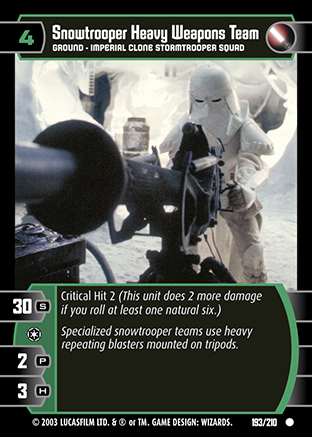 4
Snowtrooper Heavy Weapons Team
GROUND - IMPERIAL CLONE STORMTROOPER SQUAD
30 S
Critical Hit 2 (This unit does 2 more damage
if you roll at least one natural six.)
Specialized snowtrooper teams use heavy
repeating blasters mounted on tripods.
2 P
3 H
© 2003 LUCASFILM LTD. & ® or TM. GAME DESIGN: WIZARDS.
193/210